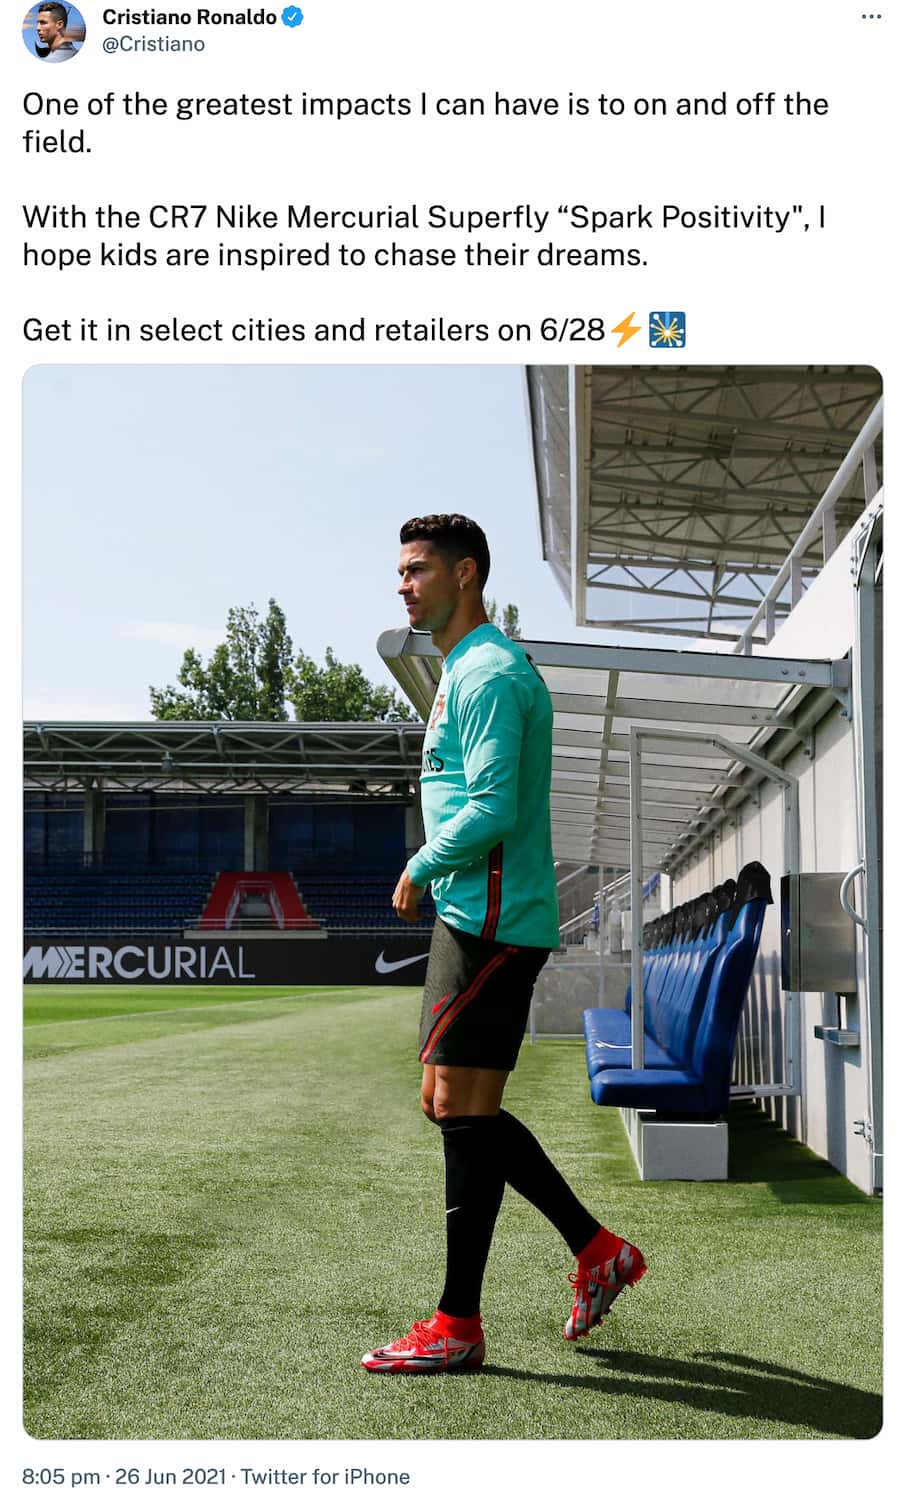 Cristiano Ronaldo
@Cristiano
One of the greatest impacts I can have is to on and off the
field.
With the CR7 Nike Mercurial Superfly “Spark Positivity", I
hope kids are inspired to chase their dreams.
Get it in select cities and retailers on 6/28⚡🎇
MERCURIAL
8:05 pm · 26 Jun 2021 · Twitter for iPhone